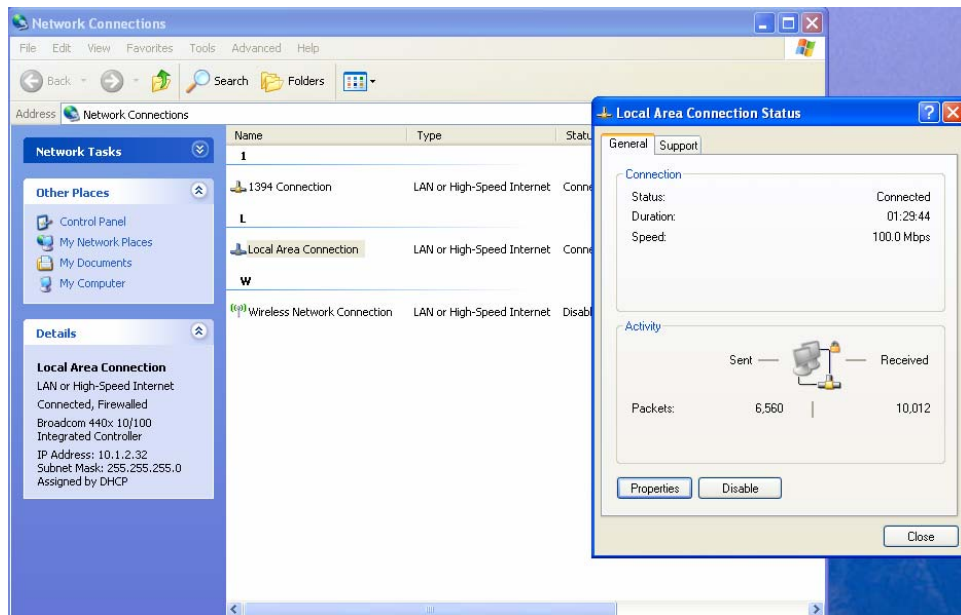 Network Connections
File Edit View Favorites Tools Advanced Help
Back Search Folders
Address Network Connections
Network Tasks
Other Places
Control Panel
My Network Places
My Documents
My Computer
Details
Local Area Connection
LAN or High-Speed Internet
Connected, Firewalled
Broadcom 440x 10/100
Integrated Controller
IP Address: 10.1.2.32
Subnet Mask: 255.255.255.0
Assigned by DHCP
Name Type Statu
1
1394 Connection LAN or High-Speed Internet Conne
L
Local Area Connection LAN or High-Speed Internet Conne
W
Wireless Network Connection LAN or High-Speed Internet Disabl
Local Area Connection Status
General Support
Connection
Status: Connected
Duration: 01:29:44
Speed: 100.0 Mbps
Activity
Sent Received
Packets: 6,560 10,012
Properties Disable
Close